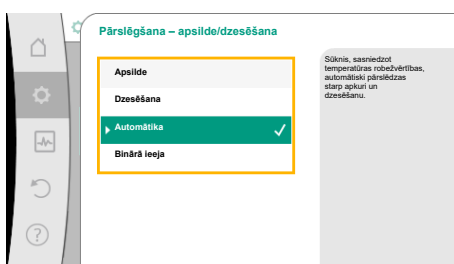 Pārslēgšana – apsilde/dzesēšana
Apsilde
Dzesēšana
Automātika
Binārā ieeja
Sūknis, sasniedzot
temperatūras robežvērtības,
automātiski pārslēdzas
starp apkuri un
dzesēšanu.
?